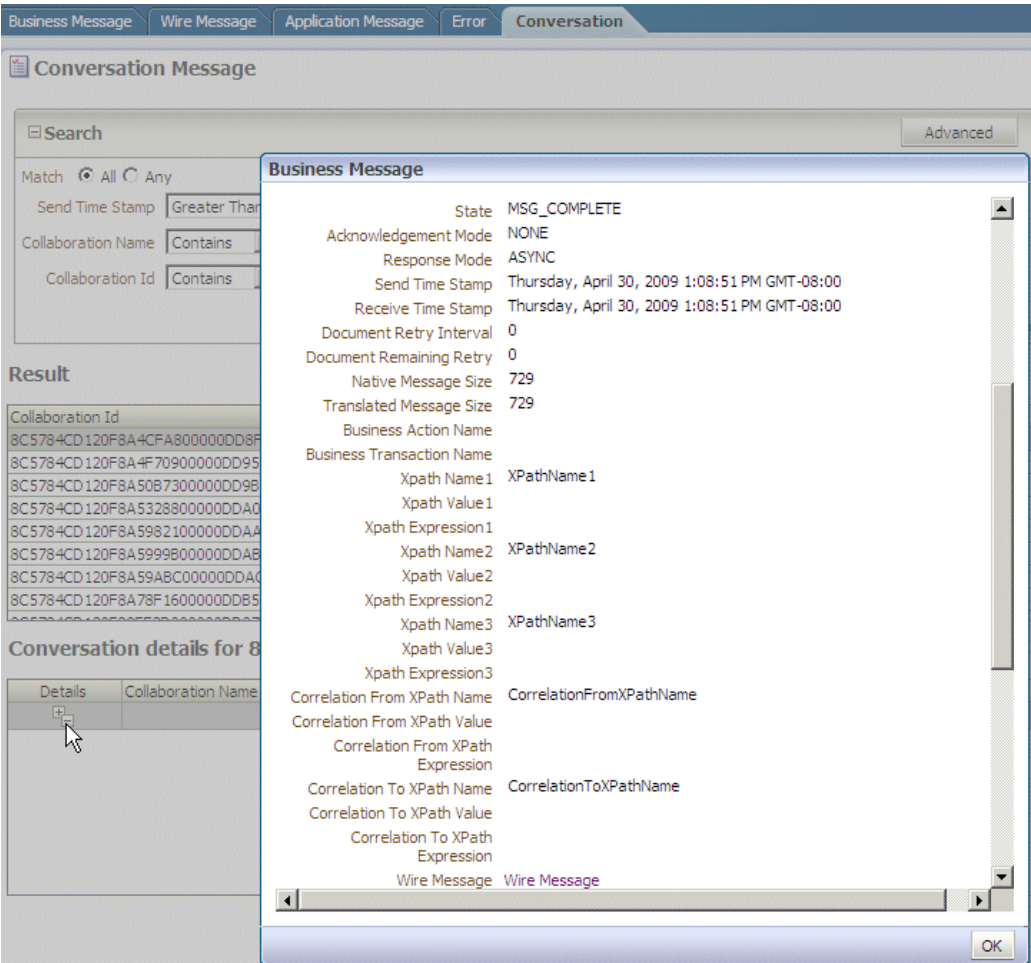 Business Message Wire Message Application Message Error Conversation
Conversation Message
Search Advanced
Match All Any
Send Time Stamp Greater Than
Collaboration Name Contains
Collaboration Id Contains
Result
Collaboration Id
8C5784CD120F8A4CFA800000DD8F
8C5784CD120F8A4F70900000DD95
8C5784CD120F8A50B7300000DD9B
8C5784CD120F8A5328800000DDA0
8C5784CD120F8A5982100000DDAA
8C5784CD120F8A5999B00000DDAB
8C5784CD120F8A59ABC00000DDAC
8C5784CD120F8A78F1600000DDB5
Conversation details for 8
Details Collaboration Name
Business Message
State MSG_COMPLETE
Acknowledgement Mode NONE
Response Mode ASYNC
Send Time Stamp Thursday, April 30, 2009 1:08:51 PM GMT-08:00
Receive Time Stamp Thursday, April 30, 2009 1:08:51 PM GMT-08:00
Document Retry Interval 0
Document Remaining Retry 0
Native Message Size 729
Translated Message Size 729
Business Action Name
Business Transaction Name
Xpath Name1 XPathName1
Xpath Value1
Xpath Expression1
Xpath Name2 XPathName2
Xpath Value2
Xpath Expression2
Xpath Name3 XPathName3
Xpath Value3
Xpath Expression3
Correlation From XPath Name CorrelationFromXPathName
Correlation From XPath Value
Correlation From XPath
Expression
Correlation To XPath Name CorrelationToXPathName
Correlation To XPath Value
Correlation To XPath
Expression
Wire Message Wire Message
OK